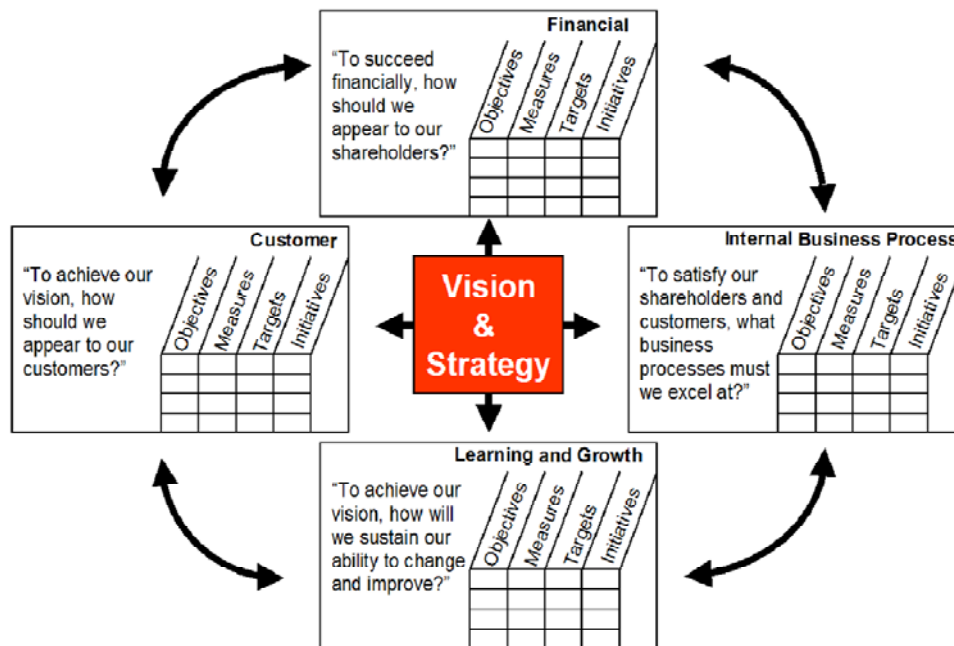 Financial
“To succeed
financially, how
should we
appear to our
shareholders?”
Objectives
Measures
Targets
Initiatives
Customer
“To achieve our
vision, how
should we
appear to our
customers?”
Objectives
Measures
Targets
Initiatives
Vision
&
Strategy
Internal Business Process
“To satisfy our
shareholders and
customers, what
business
processes must
we excel at?”
Objectives
Measures
Targets
Initiatives
Learning and Growth
“To achieve our
vision, how will
we sustain our
ability to change
and improve?”
Objectives
Measures
Targets
Initiatives